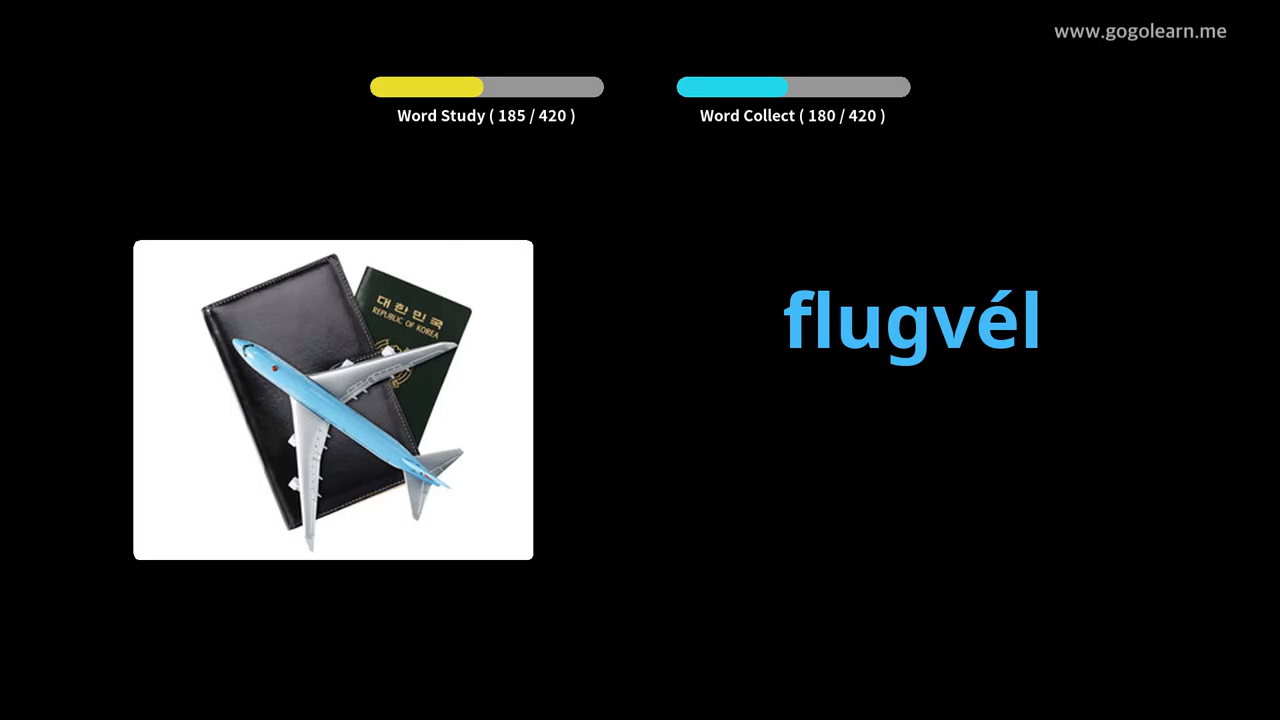 www.gogolearn.me
Word Study ( 185 / 420 )
Word Collect ( 180 / 420 )
대한민국
REPUBLIC OF KOREA
flugvél